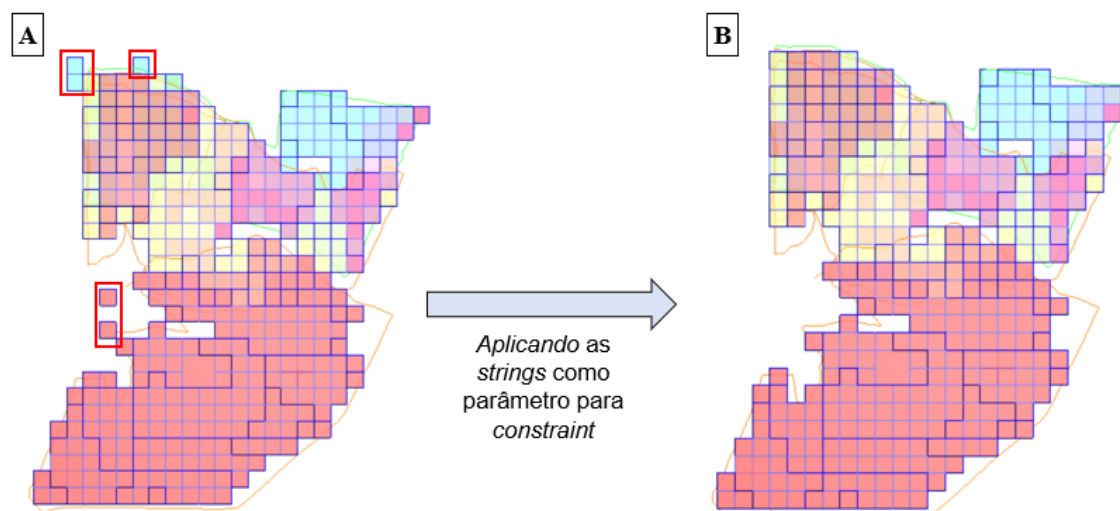 A
B
Aplicando as
strings como
parâmetro para
constraint